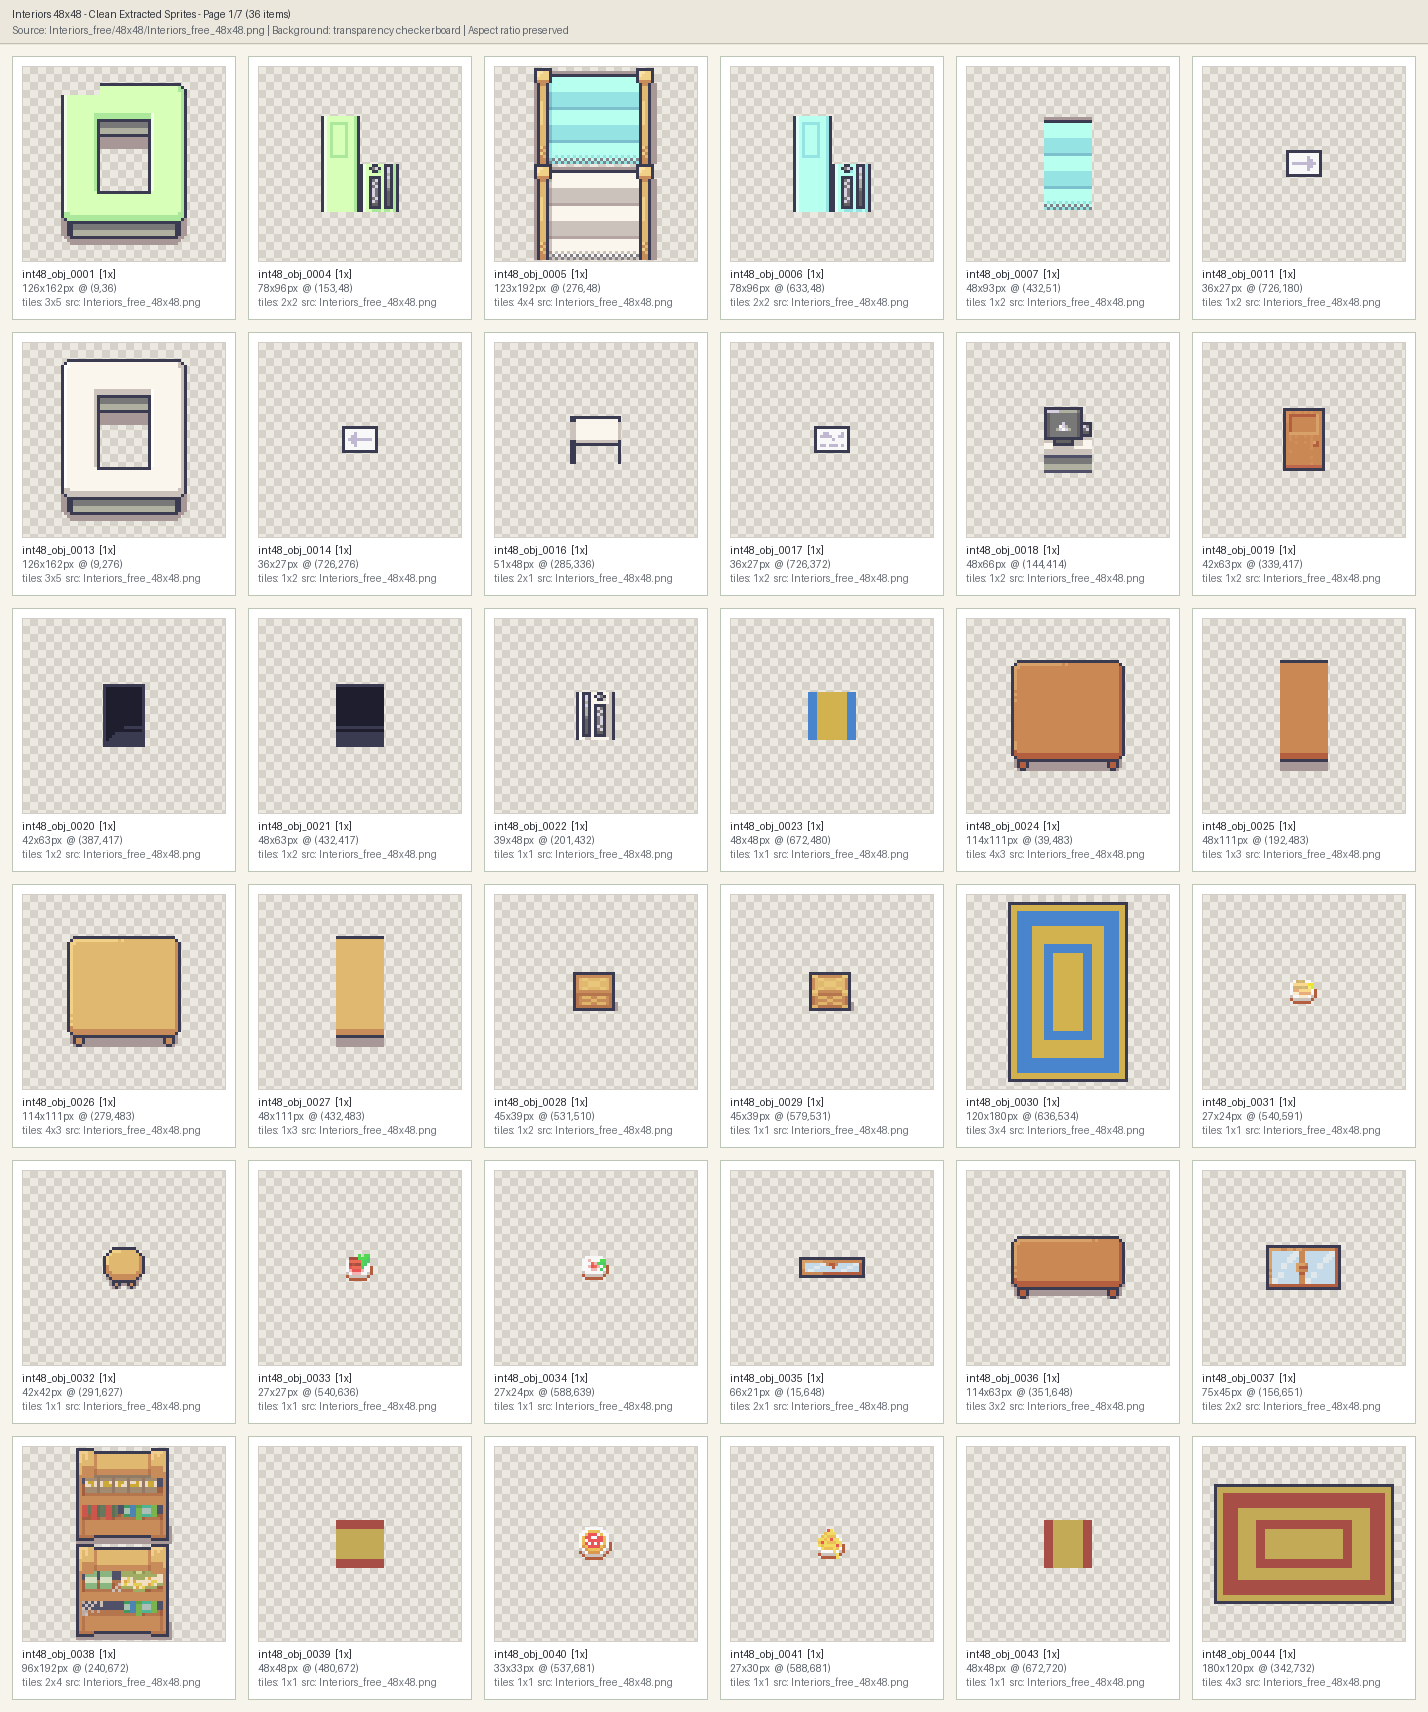 Interiors 48x48 - Clean Extracted Sprites - Page 1/7 (36 items)
Source: Interiors_free/48x48/Interiors_free_48x48.png | Background: transparency checkerboard | Aspect ratio preserved
int48_obj_0001 [1x]
126x162px @ (9,36)
tiles: 3x5 src: Interiors_free_48x48.png
int48_obj_0004 [1x]
78x96px @ (153,48)
tiles: 2x2 src: Interiors_free_48x48.png
int48_obj_0005 [1x]
123x192px @ (276,48)
tiles: 4x4 src: Interiors_free_48x48.png
int48_obj_0006 [1x]
78x96px @ (633,48)
tiles: 2x2 src: Interiors_free_48x48.png
int48_obj_0007 [1x]
48x93px @ (432,51)
tiles: 1x2 src: Interiors_free_48x48.png
int48_obj_0011 [1x]
36x27px @ (726,180)
tiles: 1x2 src: Interiors_free_48x48.png
int48_obj_0013 [1x]
126x162px @ (9,276)
tiles: 3x5 src: Interiors_free_48x48.png
int48_obj_0014 [1x]
36x27px @ (726,276)
tiles: 1x2 src: Interiors_free_48x48.png
int48_obj_0016 [1x]
51x48px @ (285,336)
tiles: 2x1 src: Interiors_free_48x48.png
int48_obj_0017 [1x]
36x27px @ (726,372)
tiles: 1x2 src: Interiors_free_48x48.png
int48_obj_0018 [1x]
48x66px @ (144,414)
tiles: 1x2 src: Interiors_free_48x48.png
int48_obj_0019 [1x]
42x63px @ (339,417)
tiles: 1x2 src: Interiors_free_48x48.png
int48_obj_0020 [1x]
42x63px @ (387,417)
tiles: 1x2 src: Interiors_free_48x48.png
int48_obj_0021 [1x]
48x63px @ (432,417)
tiles: 1x2 src: Interiors_free_48x48.png
int48_obj_0022 [1x]
39x48px @ (201,432)
tiles: 1x1 src: Interiors_free_48x48.png
int48_obj_0023 [1x]
48x48px @ (672,480)
tiles: 1x1 src: Interiors_free_48x48.png
int48_obj_0024 [1x]
114x111px @ (39,483)
tiles: 4x3 src: Interiors_free_48x48.png
int48_obj_0025 [1x]
48x111px @ (192,483)
tiles: 1x3 src: Interiors_free_48x48.png
int48_obj_0026 [1x]
114x111px @ (279,483)
tiles: 4x3 src: Interiors_free_48x48.png
int48_obj_0027 [1x]
48x111px @ (432,483)
tiles: 1x3 src: Interiors_free_48x48.png
int48_obj_0028 [1x]
45x39px @ (531,510)
tiles: 1x2 src: Interiors_free_48x48.png
int48_obj_0029 [1x]
45x39px @ (579,531)
tiles: 1x1 src: Interiors_free_48x48.png
int48_obj_0030 [1x]
120x180px @ (636,534)
tiles: 3x4 src: Interiors_free_48x48.png
int48_obj_0031 [1x]
27x24px @ (540,591)
tiles: 1x1 src: Interiors_free_48x48.png
int48_obj_0032 [1x]
42x42px @ (291,627)
tiles: 1x1 src: Interiors_free_48x48.png
int48_obj_0033 [1x]
27x27px @ (540,636)
tiles: 1x1 src: Interiors_free_48x48.png
int48_obj_0034 [1x]
27x24px @ (588,639)
tiles: 1x1 src: Interiors_free_48x48.png
int48_obj_0035 [1x]
66x21px @ (15,648)
tiles: 2x1 src: Interiors_free_48x48.png
int48_obj_0036 [1x]
114x63px @ (351,648)
tiles: 3x2 src: Interiors_free_48x48.png
int48_obj_0037 [1x]
75x45px @ (156,651)
tiles: 2x2 src: Interiors_free_48x48.png
int48_obj_0038 [1x]
96x192px @ (240,672)
tiles: 2x4 src: Interiors_free_48x48.png
int48_obj_0039 [1x]
48x48px @ (480,672)
tiles: 1x1 src: Interiors_free_48x48.png
int48_obj_0040 [1x]
33x33px @ (537,681)
tiles: 1x1 src: Interiors_free_48x48.png
int48_obj_0041 [1x]
27x30px @ (588,681)
tiles: 1x1 src: Interiors_free_48x48.png
int48_obj_0043 [1x]
48x48px @ (672,720)
tiles: 1x1 src: Interiors_free_48x48.png
int48_obj_0044 [1x]
180x120px @ (342,732)
tiles: 4x3 src: Interiors_free_48x48.png